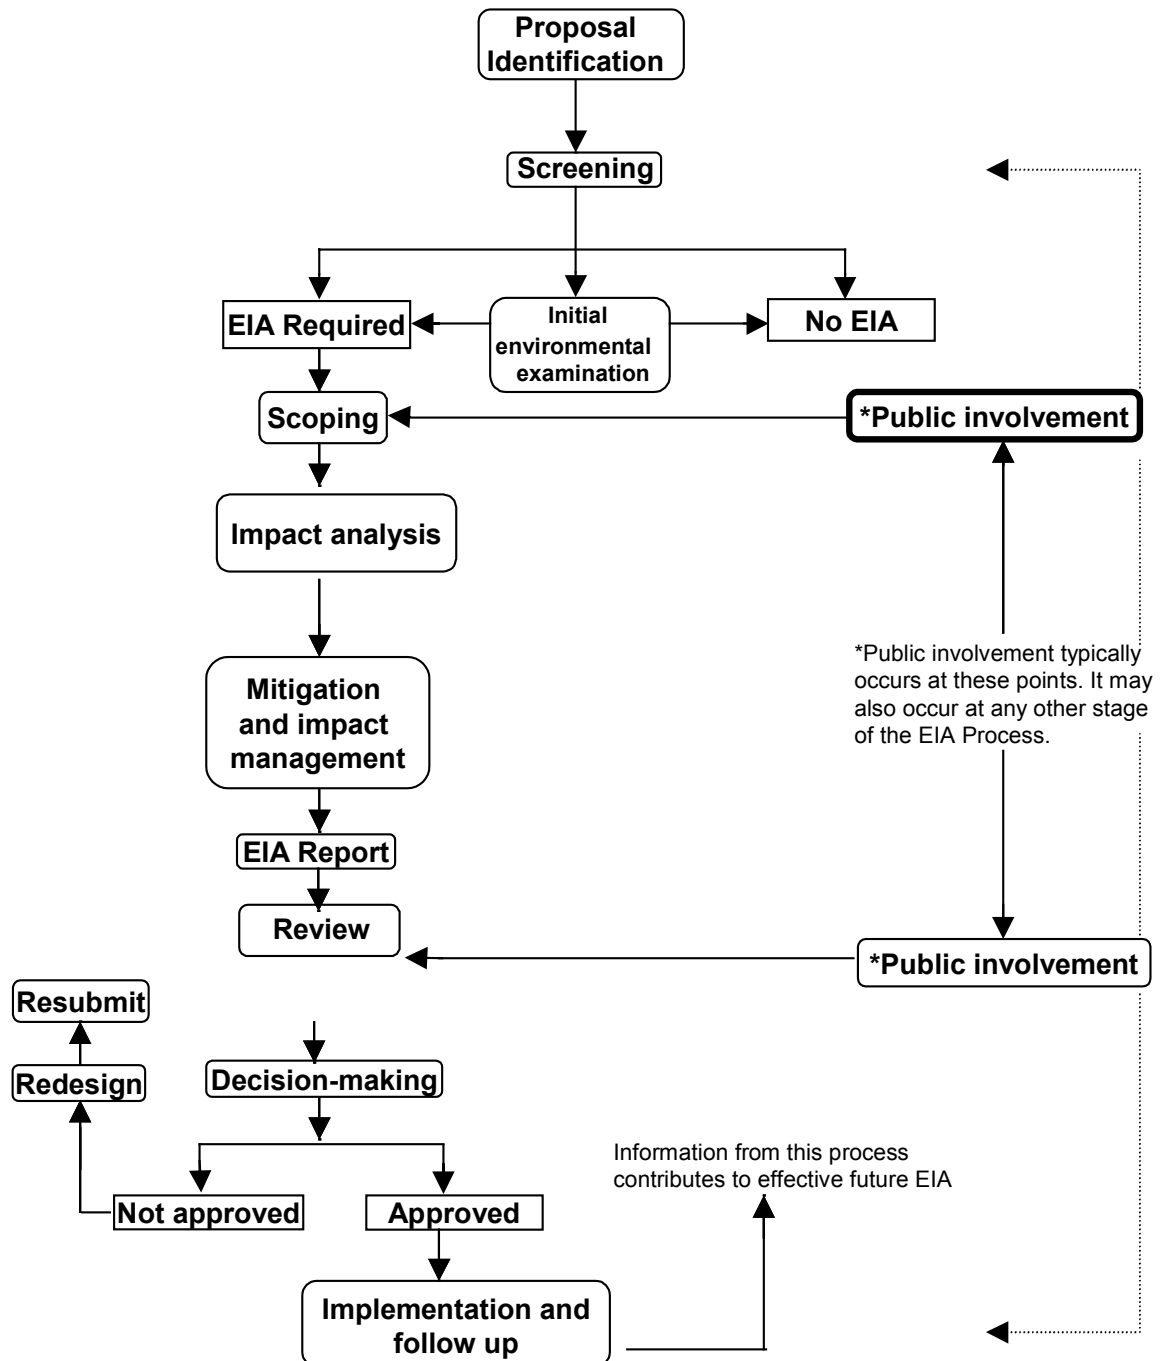 Proposal
Identification
Screening
EIA Required
Initial
environmental
examination
No EIA
Scoping
*Public involvement
Impact analysis
*Public involvement typically
occurs at these points. It may
also occur at any other stage
of the EIA Process.
Mitigation
and impact
management
EIA Report
Review
*Public involvement
Resubmit
Redesign
Decision-making
Information from this process
contributes to effective future EIA
Not approved
Approved
Implementation and
follow up